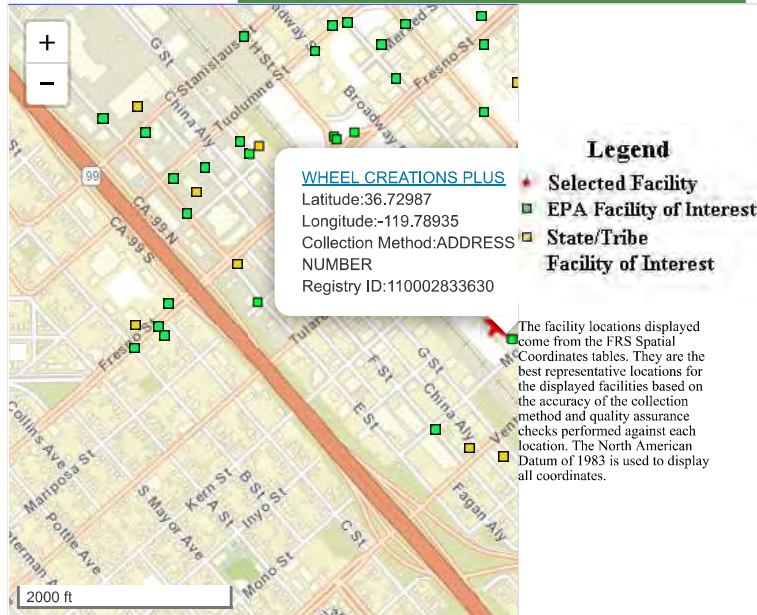 +
−
G St
Stanislaus St
H St
China Aly
Tuolumne St
Broadway
Merced St
Fresno St
99
CA-99 N
CA-99 S
WHEEL CREATIONS PLUS
Latitude:36.72987
Longitude:-119.78935
Collection Method:ADDRESS
NUMBER
Registry ID:110002833630
Legend
Selected Facility
EPA Facility of Interest
State/Tribe
Facility of Interest
The facility locations displayed
come from the FRS Spatial
Coordinates tables. They are the
best representative locations for
the displayed facilities based on
the accuracy of the collection
method and quality assurance
checks performed against each
location. The North American
Datum of 1983 is used to display
all coordinates.
Fresno St
F St
G St
China Aly
E St
Collins Ave
Mariposa St
Kern St
B St
A St
Inyo St
S Mayor Ave
Pottle Ave
C St
Fagan Aly
Mono St
2000 ft